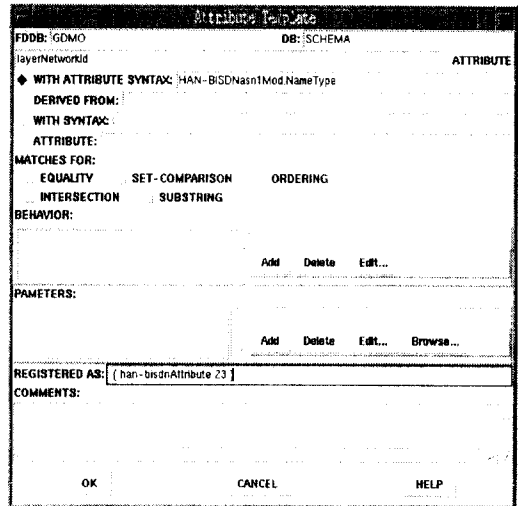 Attribute Template
FDDB: GDMO DB: SCHEMA
layerNetworkId ATTRIBUTE
WITH ATTRIBUTE SYNTAX: HAN-BISDNasn1Mod.NameType
DERIVED FROM:
WITH SYNTAX:
ATTRIBUTE:
MATCHES FOR:
EQUALITY SET-COMPARISON ORDERING
INTERSECTION SUBSTRING
BEHAVIOR:
Add Delete Edit...
PAMETERS:
Add Delete Edit... Browse...
REGISTERED AS: { han-bisdnAttribute 23 }
COMMENTS:
OK CANCEL HELP